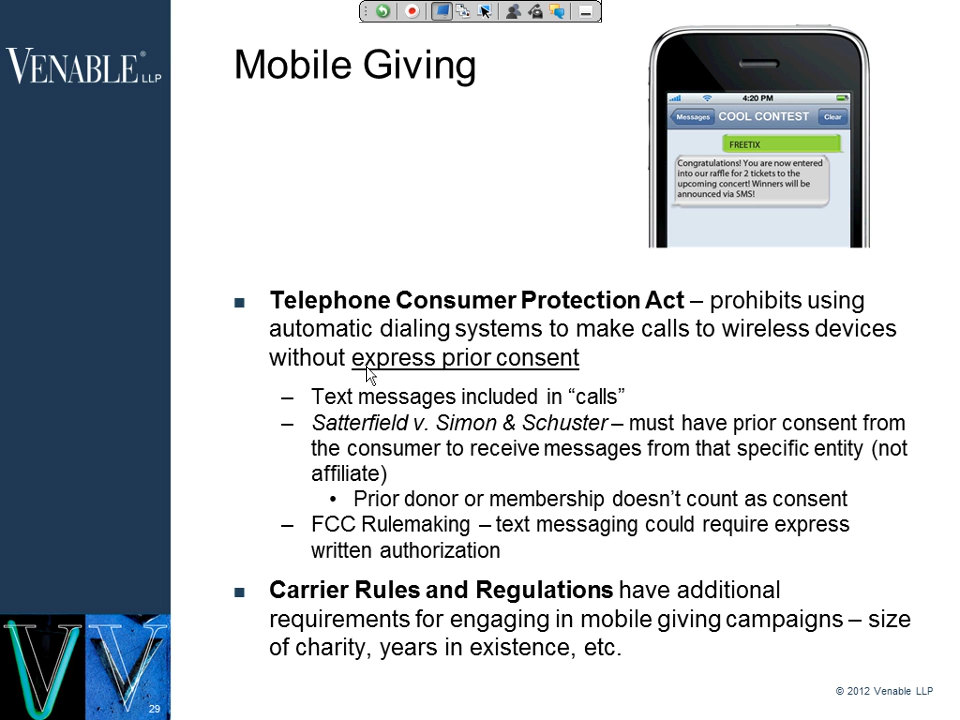 VENABLE® LLP
Mobile Giving
4:20 PM
Messages COOL CONTEST Clear
FREETIX
Congratulations! You are now entered
into our raffle for 2 tickets to the
upcoming concert! Winners will be
announced via SMS!
■ Telephone Consumer Protection Act – prohibits using
automatic dialing systems to make calls to wireless devices
without express prior consent
– Text messages included in “calls”
– Satterfield v. Simon & Schuster – must have prior consent from
the consumer to receive messages from that specific entity (not
affiliate)
• Prior donor or membership doesn’t count as consent
– FCC Rulemaking – text messaging could require express
written authorization
■ Carrier Rules and Regulations have additional
requirements for engaging in mobile giving campaigns – size
of charity, years in existence, etc.
V V
29
© 2012 Venable LLP